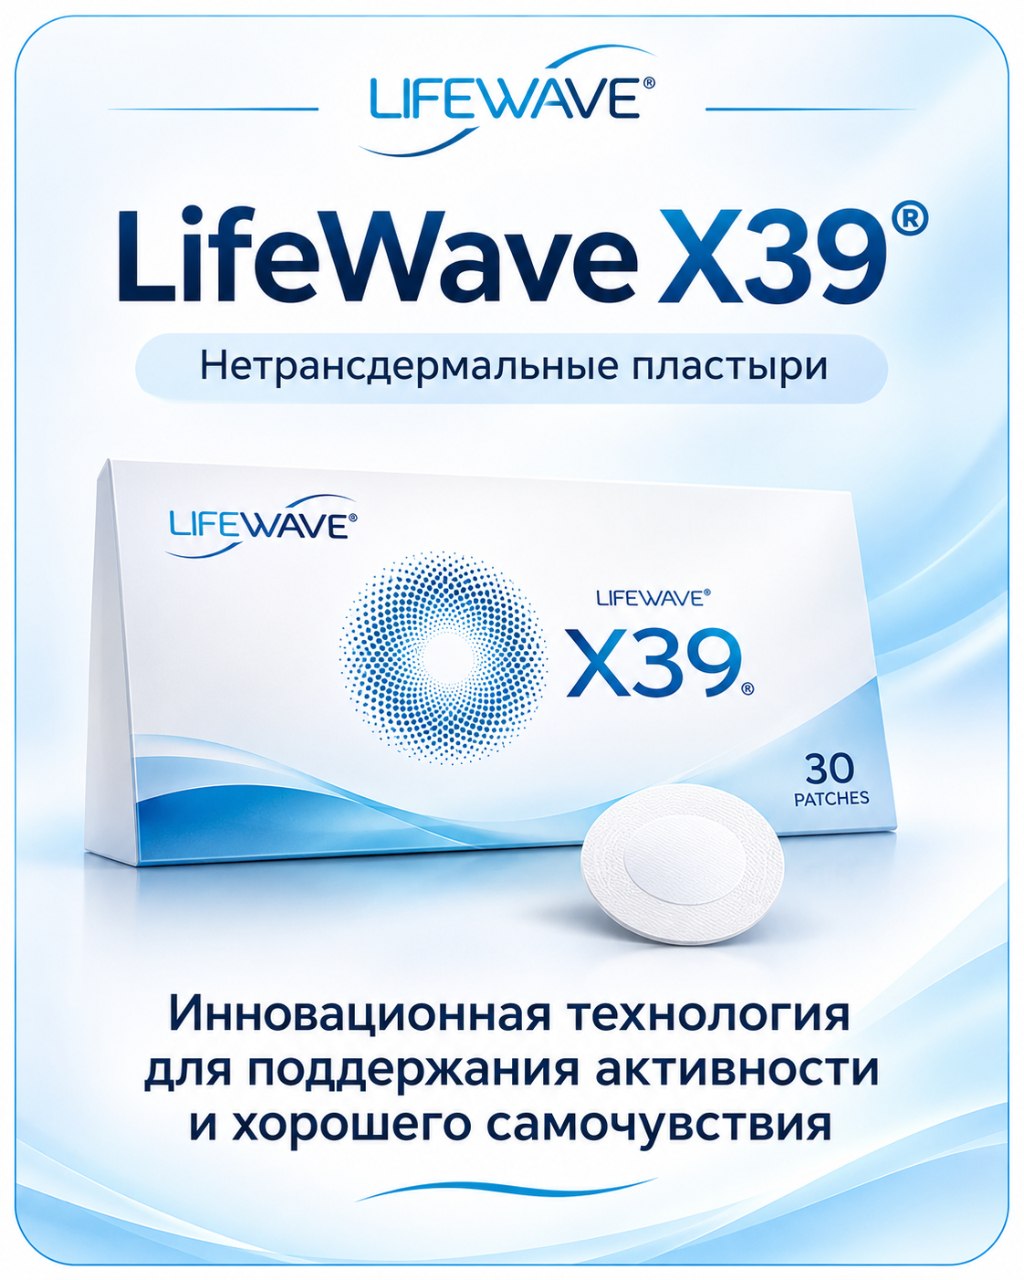 LIFEWAVE®
LifeWave X39®
Нетрансдермальные пластыри
LIFEWAVE®
LIFEWAVE®
X39®
30
PATCHES
Инновационная технология
для поддержания активности
и хорошего самочувствия